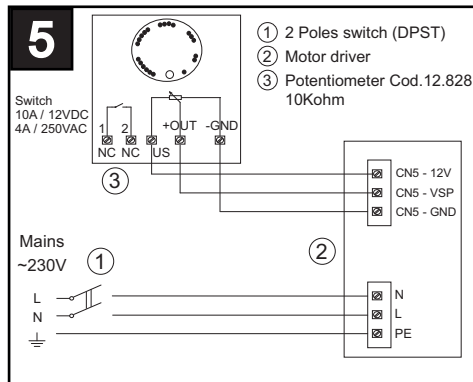 5
1 2 Poles switch (DPST)
2 Motor driver
3 Potentiometer Cod.12.828
10Kohm
Switch
10A / 12VDC
4A / 250VAC
1 2 +OUT -GND
NC NC US
3
CN5 - 12V
CN5 - VSP
CN5 - GND
2
Mains
~230V 1
L
N
N
L
PE